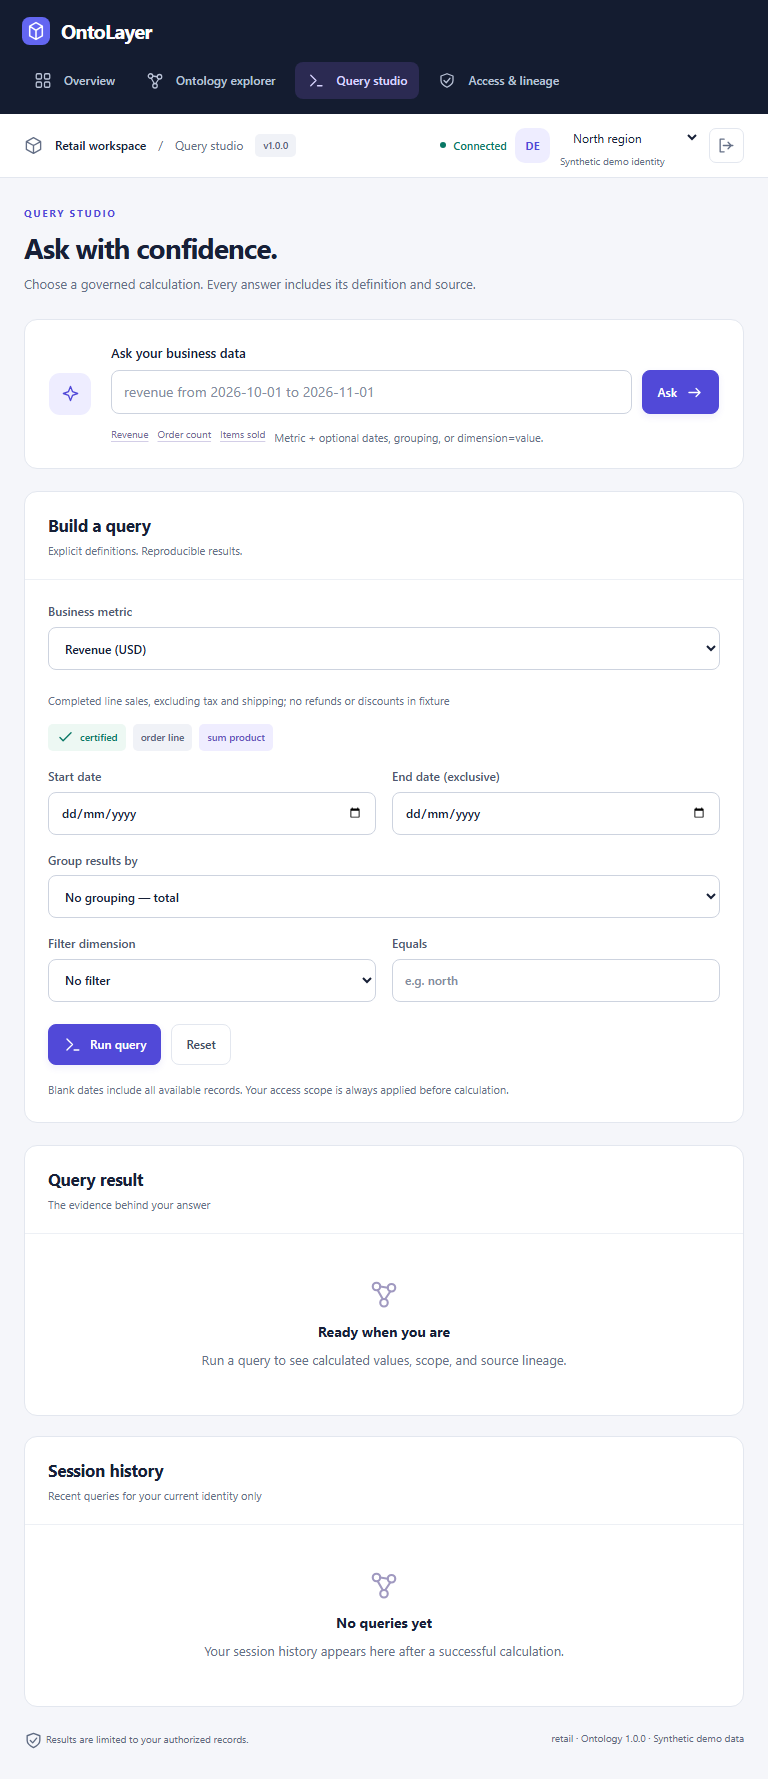 OntoLayer
Overview
Ontology explorer
Query studio
Access & lineage
Retail workspace / Query studio v1.0.0
Connected
DE
North region
Synthetic demo identity
QUERY STUDIO
Ask with confidence.
Choose a governed calculation. Every answer includes its definition and source.
Ask your business data
revenue from 2026-10-01 to 2026-11-01
Ask
Revenue Order count Items sold Metric + optional dates, grouping, or dimension=value.
Build a query
Explicit definitions. Reproducible results.
Business metric
Revenue (USD)
Completed line sales, excluding tax and shipping; no refunds or discounts in fixture
certified order line sum product
Start date
dd/mm/yyyy
End date (exclusive)
dd/mm/yyyy
Group results by
No grouping — total
Filter dimension
No filter
Equals
e.g. north
Run query
Reset
Blank dates include all available records. Your access scope is always applied before calculation.
Query result
The evidence behind your answer
Ready when you are
Run a query to see calculated values, scope, and source lineage.
Session history
Recent queries for your current identity only
No queries yet
Your session history appears here after a successful calculation.
Results are limited to your authorized records.
retail · Ontology 1.0.0 · Synthetic demo data